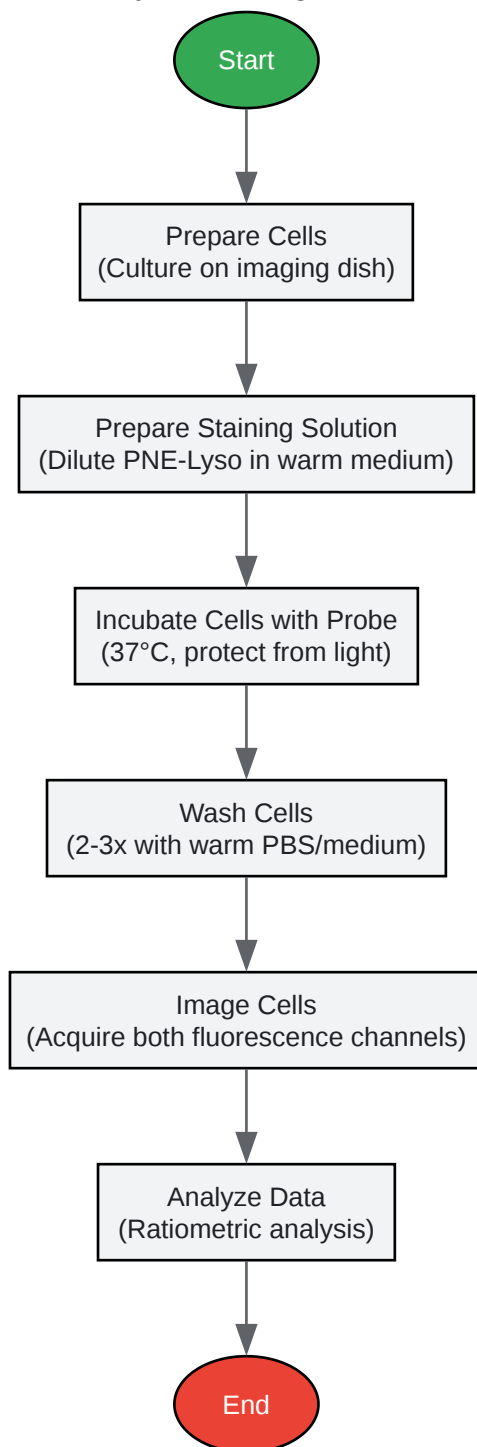 Start
Prepare Cells
(Culture on imaging dish)
Prepare Staining Solution
(Dilute PNE-Lyso in warm medium)
Incubate Cells with Probe
(37°C, protect from light)
Wash Cells
(2-3x with warm PBS/medium)
Image Cells
(Acquire both fluorescence channels)
Analyze Data
(Ratiometric analysis)
End